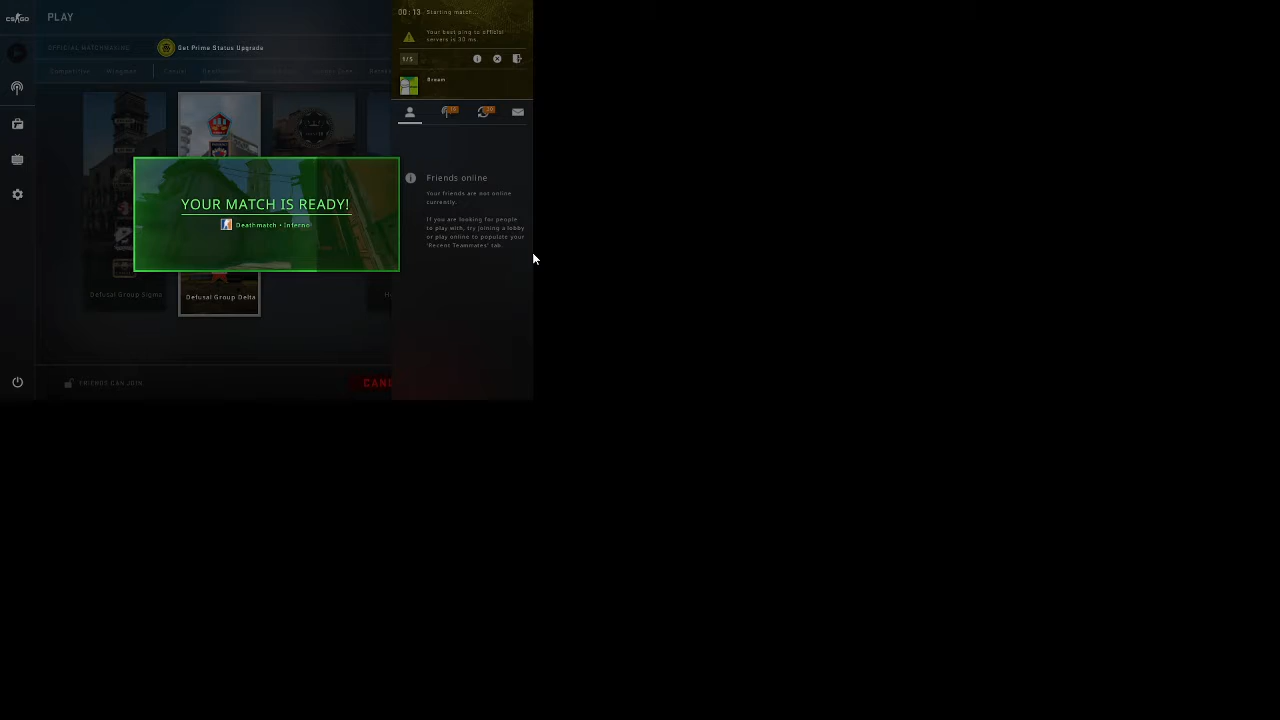 CS:GO
PLAY
OFFICIAL MATCHMAKING
Get Prime Status Upgrade
Competitive
Wingman
Casual
Deathmatch
YOUR MATCH IS READY!
Deathmatch • Inferno
Defusal Group Sigma
Defusal Group Delta
FRIENDS CAN JOIN
CANC
00:13 Starting match...
Your best ping to official
servers is 30 ms.
1/5
Friends online
Your friends are not online
currently.
If you are looking for people
to play with, try joining a lobby
or play online to populate your
'Recent Teammates' tab.